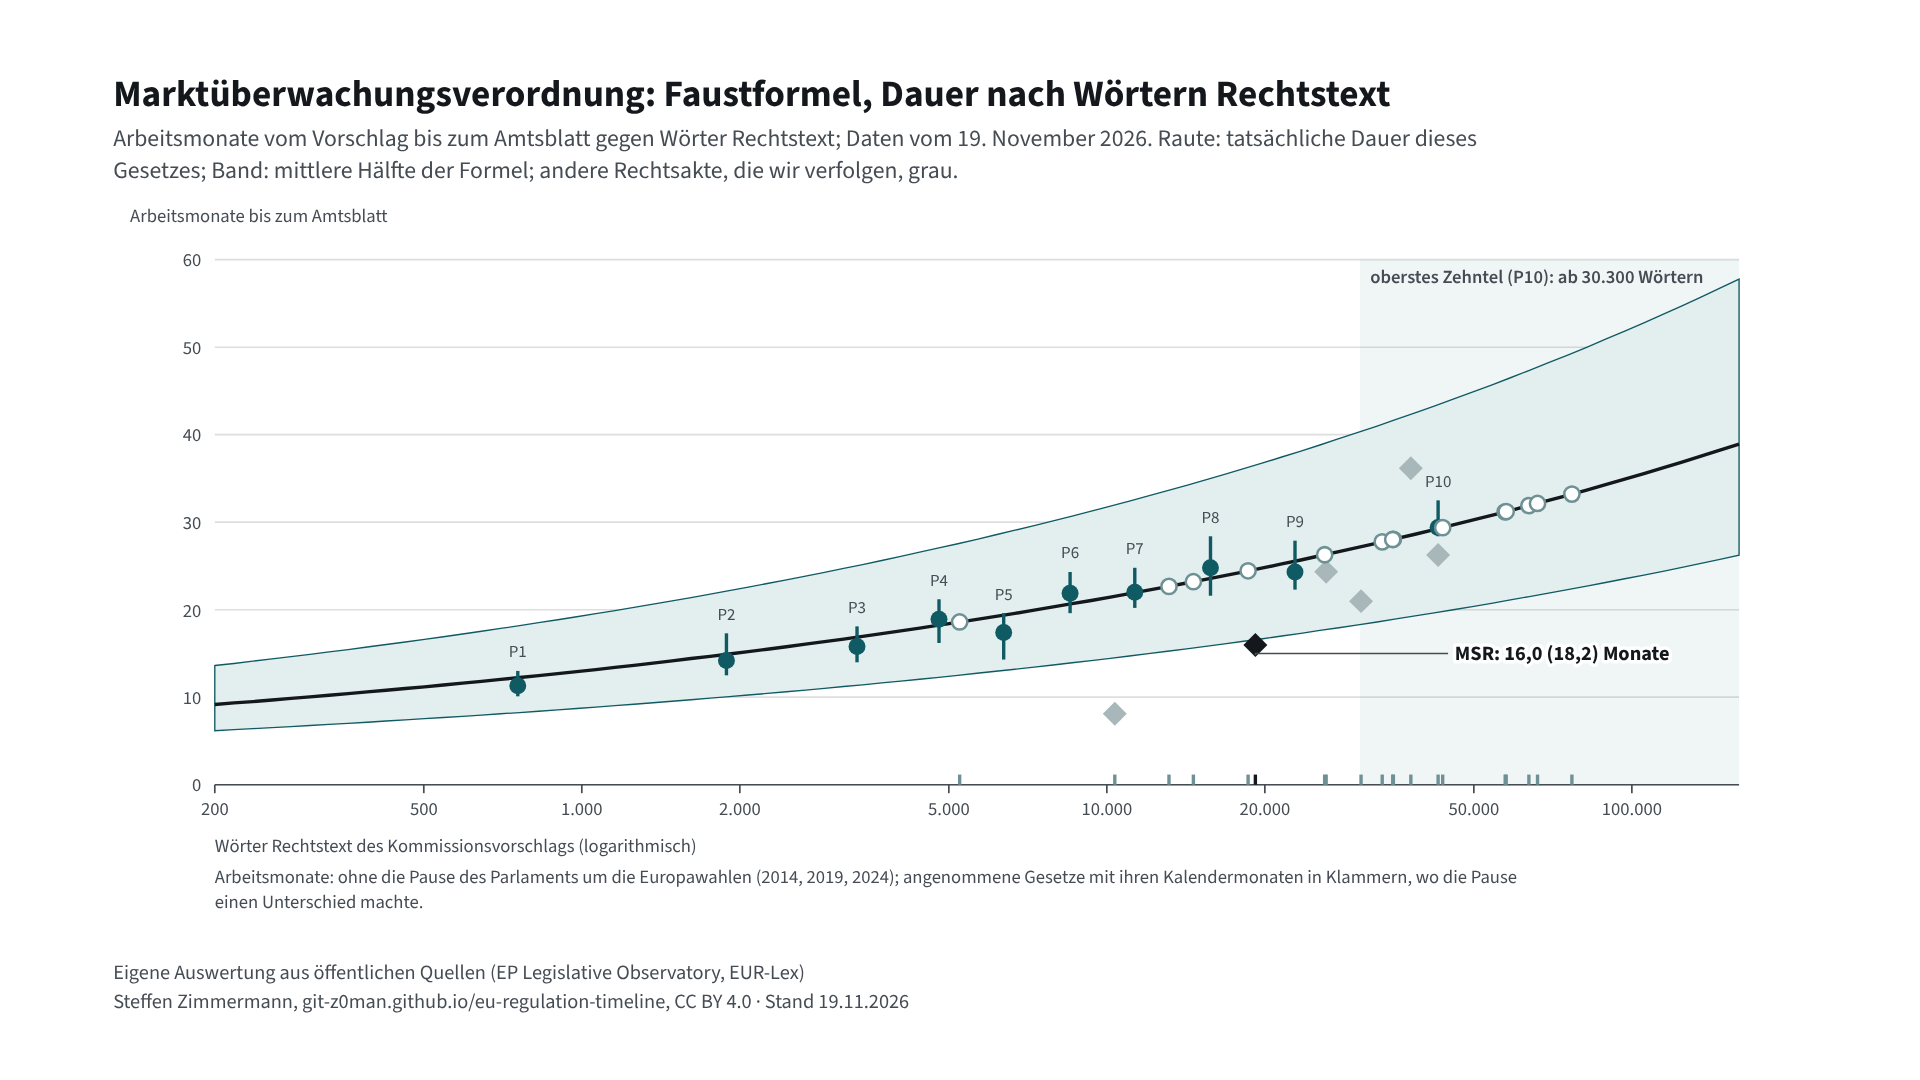 Marktüberwachungsverordnung: Faustformel, Dauer nach Wörtern Rechtstext
Arbeitsmonate vom Vorschlag bis zum Amtsblatt gegen Wörter Rechtstext; Daten vom 19. November 2026. Raute: tatsächliche Dauer dieses
Gesetzes; Band: mittlere Hälfte der Formel; andere Rechtsakte, die wir verfolgen, grau.
Arbeitsmonate bis zum Amtsblatt
60
oberstes Zehntel (P10): ab 30.300 Wörtern
50
40
P10
30
P8
P9
P7
P6
P4
P5
P3
P2
20
P1
MSR: 16,0 (18,2) Monate
10
0
200 500 1.000 2.000 5.000 10.000 20.000 50.000 100.000
Wörter Rechtstext des Kommissionsvorschlags (logarithmisch)
Arbeitsmonate: ohne die Pause des Parlaments um die Europawahlen (2014, 2019, 2024); angenommene Gesetze mit ihren Kalendermonaten in Klammern, wo die Pause
einen Unterschied machte.
Eigene Auswertung aus öffentlichen Quellen (EP Legislative Observatory, EUR-Lex)
Steffen Zimmermann, git-z0man.github.io/eu-regulation-timeline, CC BY 4.0 · Stand 19.11.2026